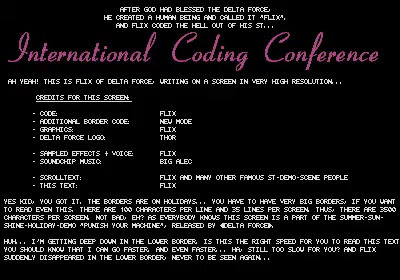 AFTER GOD HAD BLESSED THE DELTA FORCE,
HE CREATED A HUMAN BEING AND CALLED IT "FLIX",
AND FLIX CODED THE HELL OUT OF HIS ST...
International Coding Conference
AH YEAH! THIS IS FLIX OF DELTA FORCE, WRITING ON A SCREEN IN VERY HIGH RESOLUTION...
CREDITS FOR THIS SCREEN:
- CODE: FLIX
- ADDITIONAL BORDER CODE: NEW MODE
- GRAPHICS: FLIX
- DELTA FORCE LOGO: THOR
- SAMPLED EFFECTS + VOICE: FLIX
- SOUNDCHIP MUSIC: BIG ALEC
- SCROLLTEXT: FLIX AND MANY OTHER FAMOUS ST-DEMO-SCENE PEOPLE
- THIS TEXT: FLIX
YES KID, YOU GOT IT, THE BORDERS ARE ON HOLIDAYS... YOU HAVE TO HAVE VERY BIG BORDERS, IF YOU WANT
TO READ EVEN THIS. THERE ARE 100 CHARACTERS PER LINE AND 35 LINES PER SCREEN. THUS, THERE ARE 3500
CHARACTERS PER SCREEN. NOT BAD, EH? AS EVERYBODY KNOWS THIS SCREEN IS A PART OF THE SUMMER-SUN-
SHINE-HOLIDAY-DEMO "PUNISH YOUR MACHINE", RELEASED BY DELTA FORCE.
HUH... I'M GETTING DEEP DOWN IN THE LOWER BORDER. IS THIS THE RIGHT SPEED FOR YOU TO READ THIS TEXT
YOU SHOULD KNOW THAT I CAN GO FASTER. AND EVEN FASTER... HA, STILL TOO SLOW FOR YOU? AND FLIX
SUDDENLY DISAPPEARED IN THE LOWER BORDER, NEVER TO BE SEEN AGAIN...